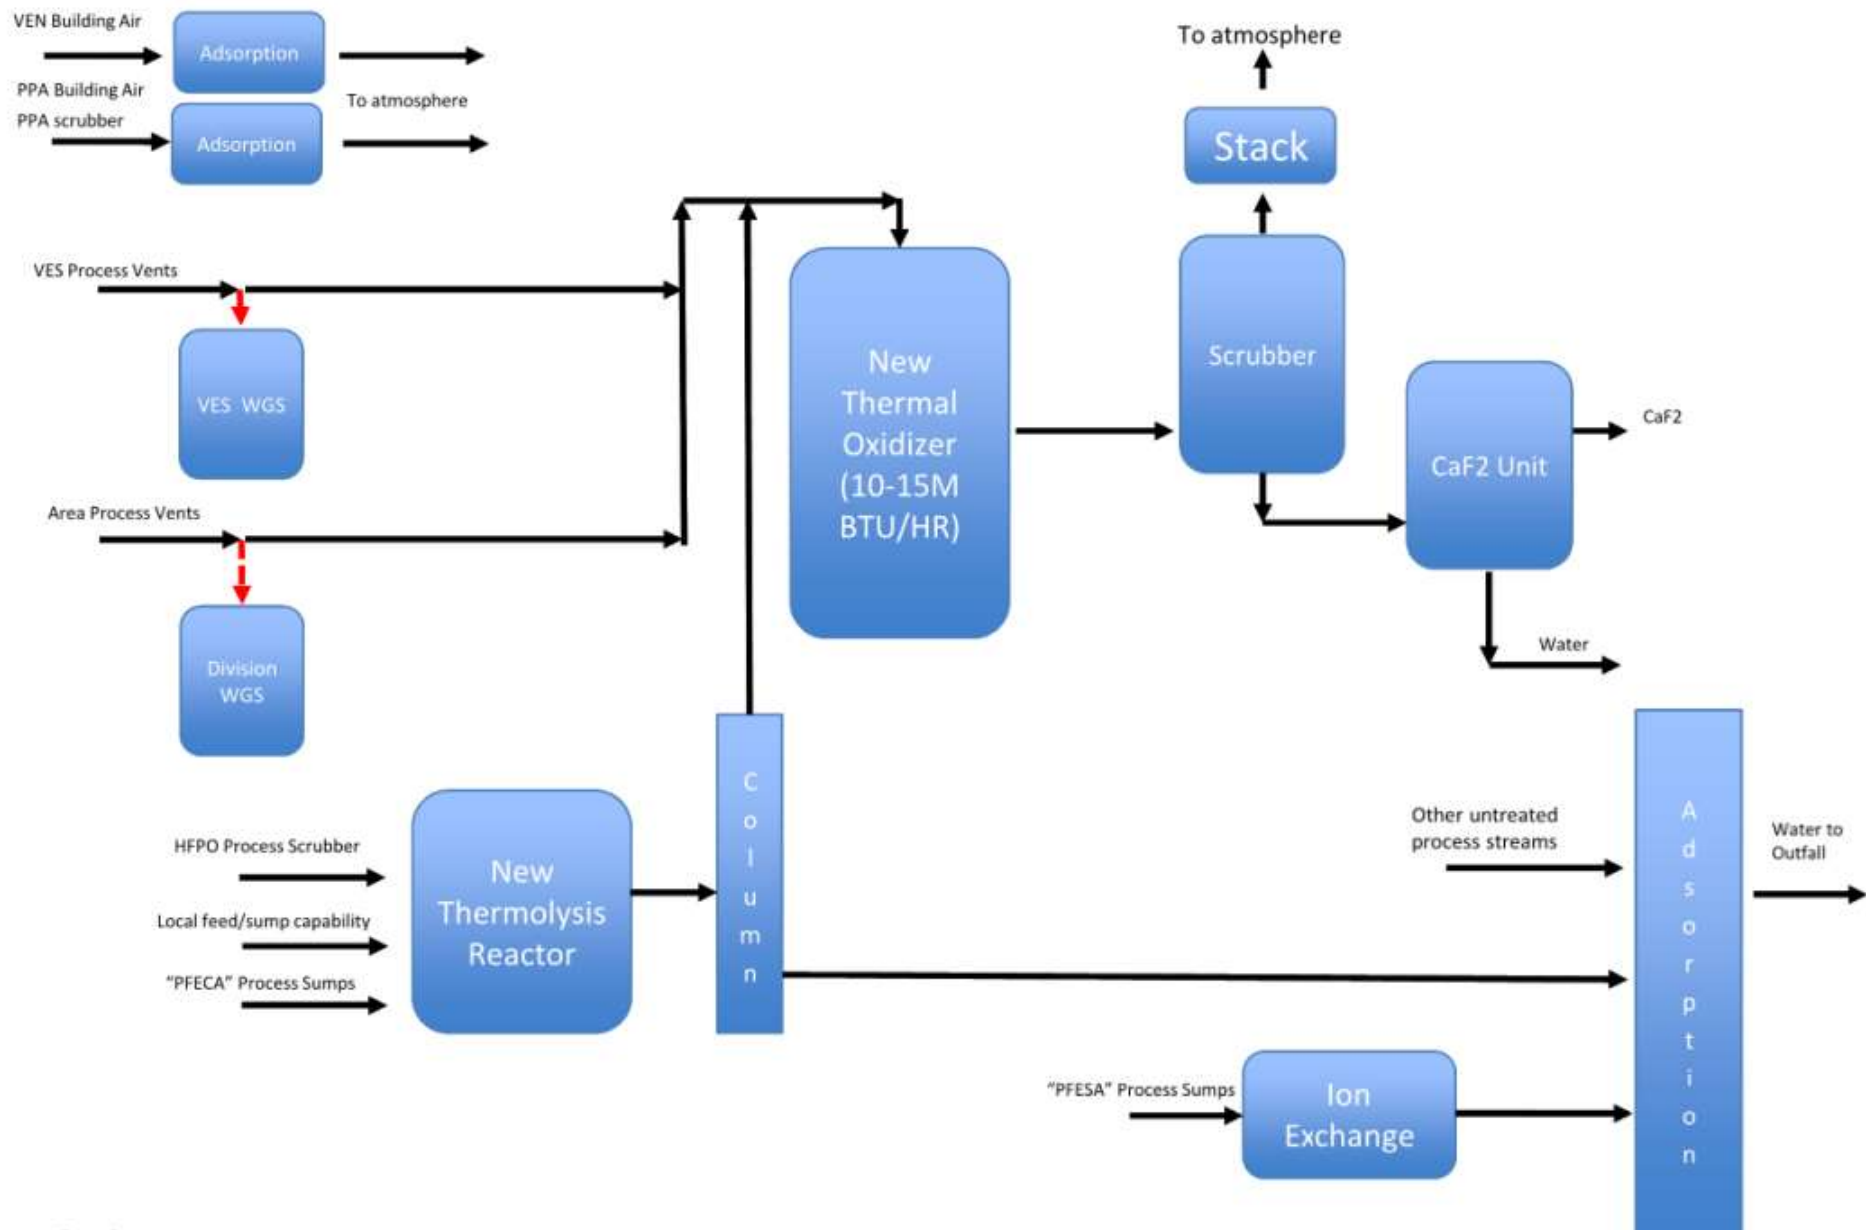 VEN Building Air
Adsorption
PPA Building Air
PPA scrubber
Adsorption
To atmosphere
To atmosphere
Stack
VES Process Vents
VES WGS
New
Thermal
Oxidizer
(10-15M
BTU/HR)
Scrubber
CaF2 Unit
CaF2
Water
Area Process Vents
Division
WGS
HFPO Process Scrubber
Local feed/sump capability
"PFECA" Process Sumps
New
Thermolysis
Reactor
Column
Other untreated
process streams
"PFESA" Process Sumps
Ion
Exchange
Adsorption
Water to
Outfall